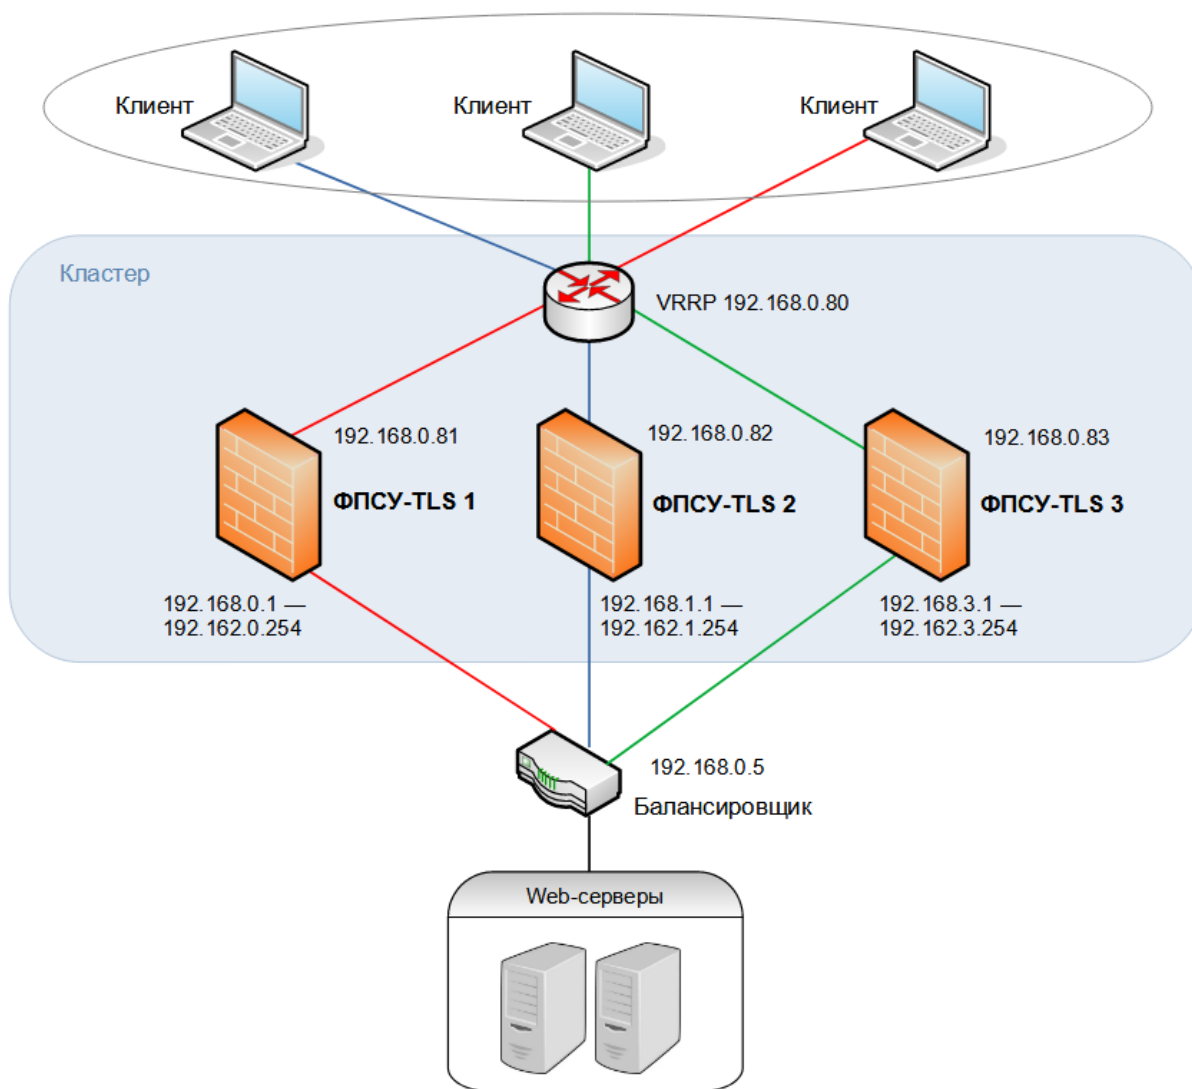 Клиент
Клиент
Клиент
Кластер
VRRP 192.168.0.80
192.168.0.81
192.168.0.82
192.168.0.83
ФПСУ-TLS 1
ФПСУ-TLS 2
ФПСУ-TLS 3
192.168.0.1 —
192.162.0.254
192.168.1.1 —
192.162.1.254
192.168.3.1 —
192.162.3.254
192.168.0.5
Балансировщик
Web-серверы